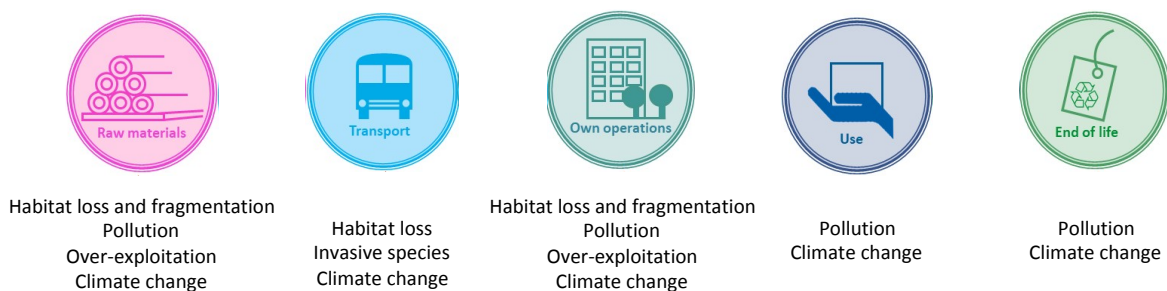 Raw materials
Transport
Own operations
Use
End of life
Habitat loss and fragmentation
Pollution
Over-exploitation
Climate change
Habitat loss
Invasive species
Climate change
Habitat loss and fragmentation
Pollution
Over-exploitation
Climate change
Pollution
Climate change
Pollution
Climate change